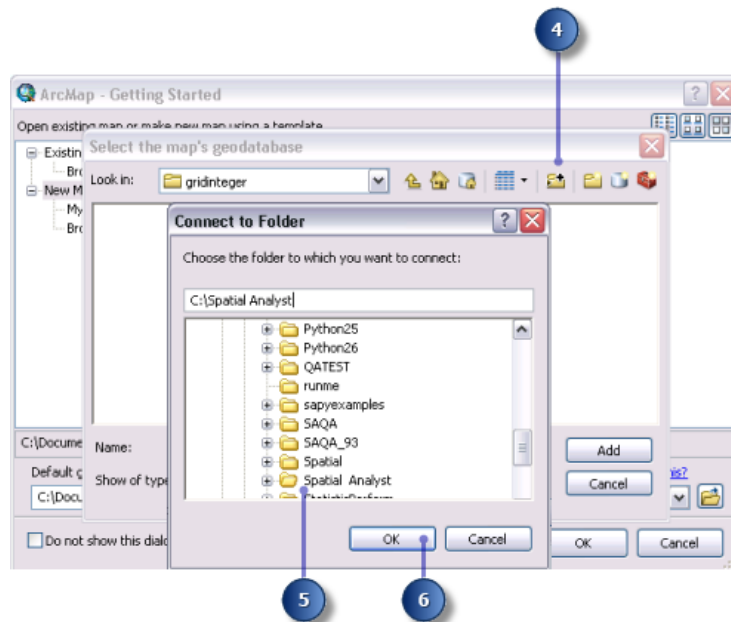 4
ArcMap - Getting Started
Open existing map or make new map using a template
Existin
Bro
New M
My
Bro
Select the map's geodatabase
Look in: gridinteger
Connect to Folder
Choose the folder to which you want to connect:
C:\Spatial Analyst
Python25
Python26
QATEST
runme
sapyexamples
SAQA
SAQA_93
Spatial
Spatial Analyst
OK Cancel
Name:
Show of type
Add
Cancel
C:\Docume
Default g
his?
C:\Docu
Do not show this dialo
OK Cancel
5 6